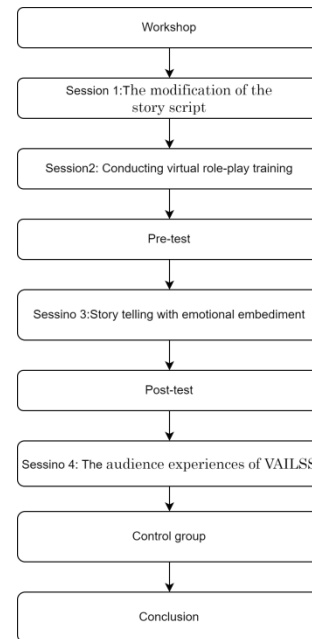 Workshop
Session 1:The modification of the
story script
Session2: Conducting virtual role-play training
Pre-test
Sessino 3:Story telling with emotional embediment
Post-test
Sessino 4: The audience experiences of VAILSS
Control group
Conclusion